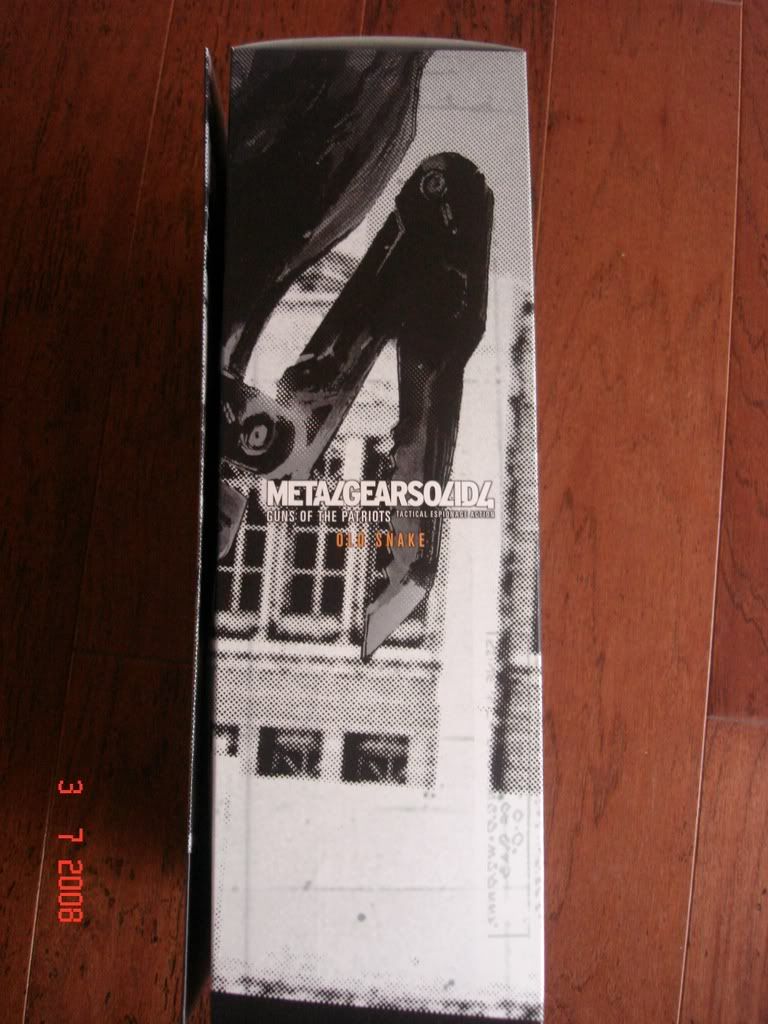 METAL GEAR SOLID 4
GUNS OF THE PATRIOTS TACTICAL ESPIONAGE ACTION
OLD SNAKE
3 7 2008